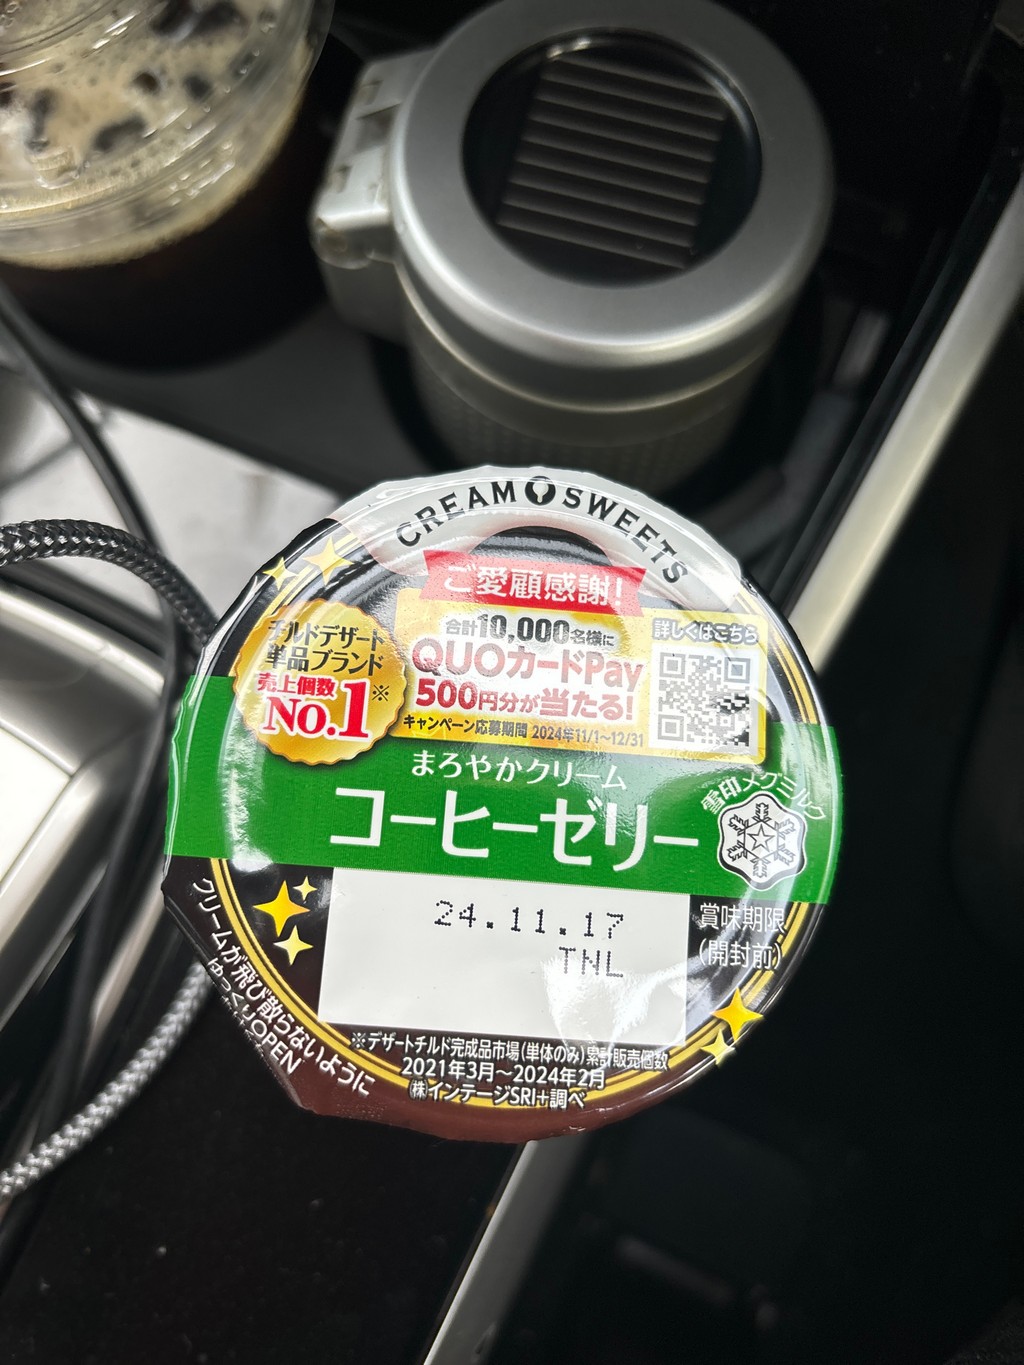 CREAM SWEETS
ご愛顧感謝!
合計10,000名様に
QUOカードPay
500円分が当たる!
キャンペーン応募期間 2024年11/1~12/31
詳しくはこちら
チルドデザート
単品ブランド
売上個数
No.1※
まろやかクリーム
コーヒーゼリー
雪印メグミルク
24.11.17
TNL
賞味期限
(開封前)
クリームが飛び散らないように
ゆっくりOPEN
※デザートチルド完成品市場(単体のみ)累計販売個数
2021年3月~2024年2月
㈱インテージSRI+調べ